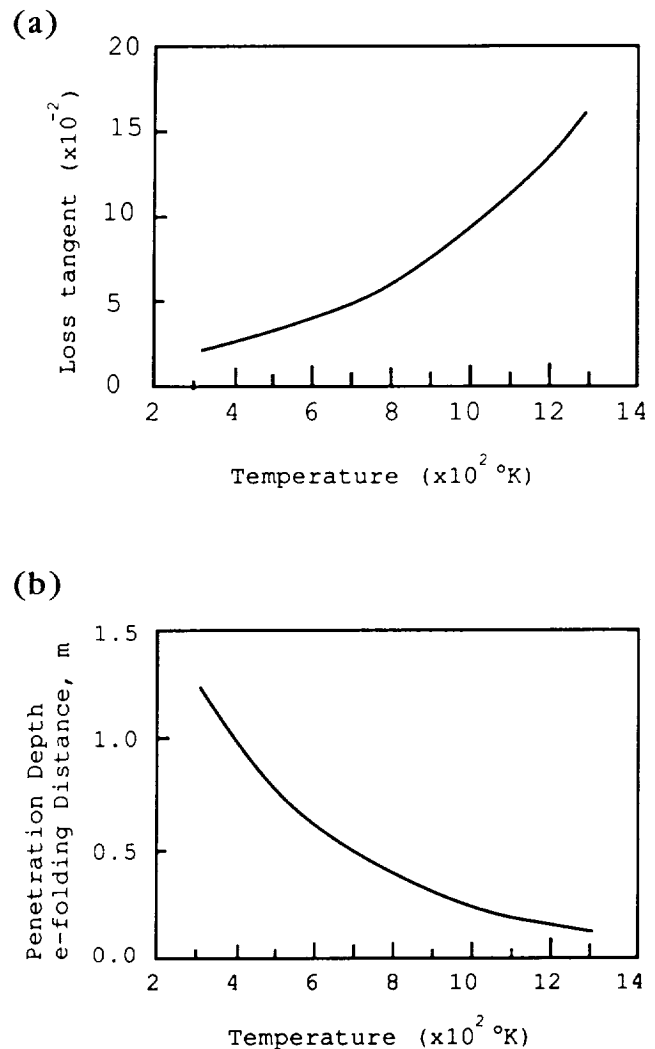 (a)
Loss tangent (x10⁻²)
20
15
10
5
0
2 4 6 8 10 12 14
Temperature (x10² °K)
(b)
Penetration Depth
e-folding Distance, m
1.5
1.0
0.5
0.0
2 4 6 8 10 12 14
Temperature (x10² °K)